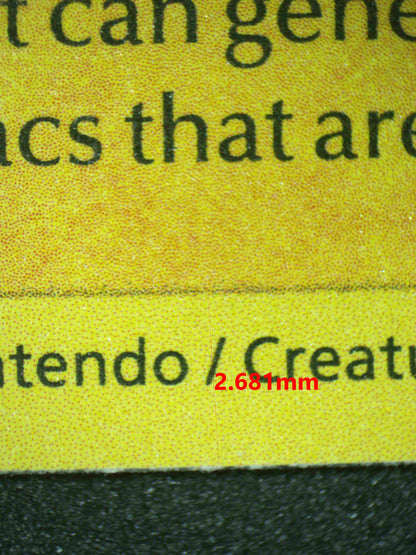 t can gene
acs that are
ntendo / Creatu
2.681mm